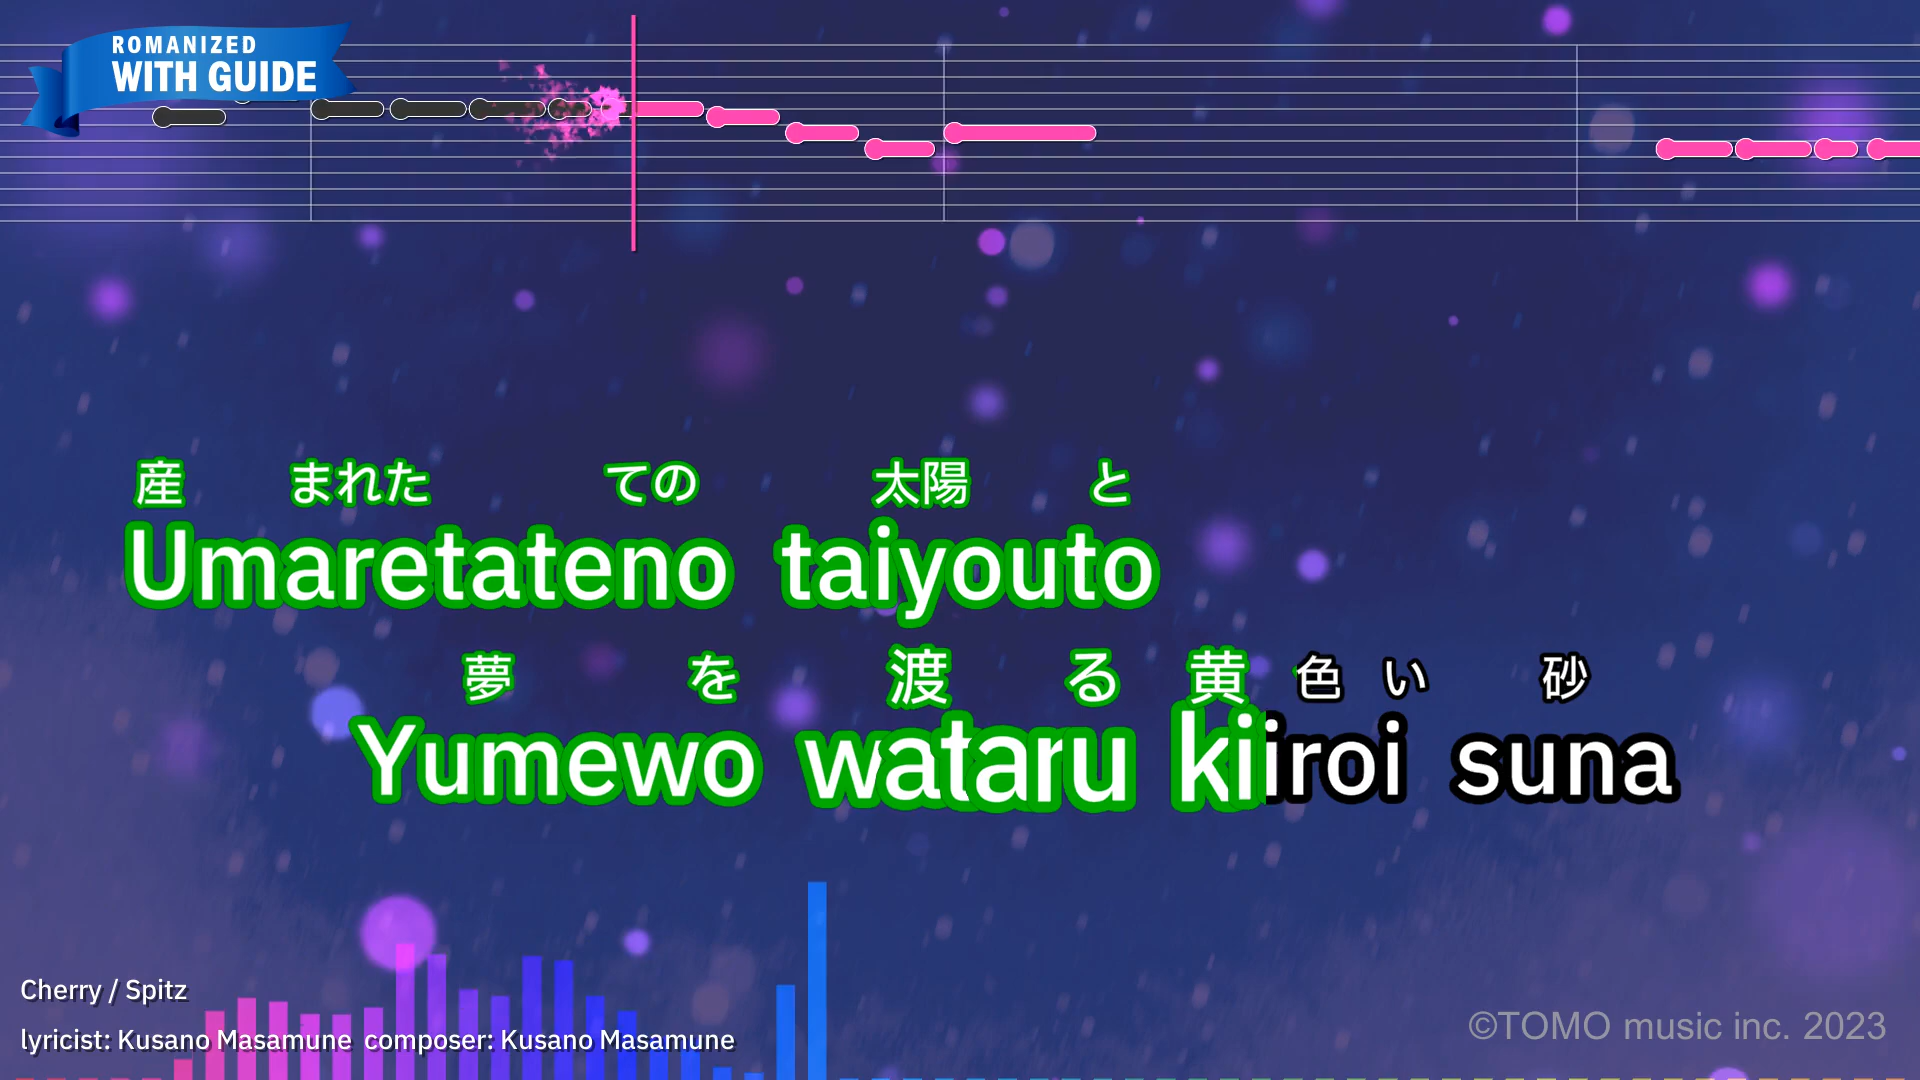 ROMANIZED
WITH GUIDE
産 まれた ての 太陽 と
Umaretateno taiyouto
夢 を 渡 る 黄 色 い 砂
Yumewo wataru kiiroi suna
Cherry / Spitz
lyricist: Kusano Masamune composer: Kusano Masamune
©TOMO music inc. 2023